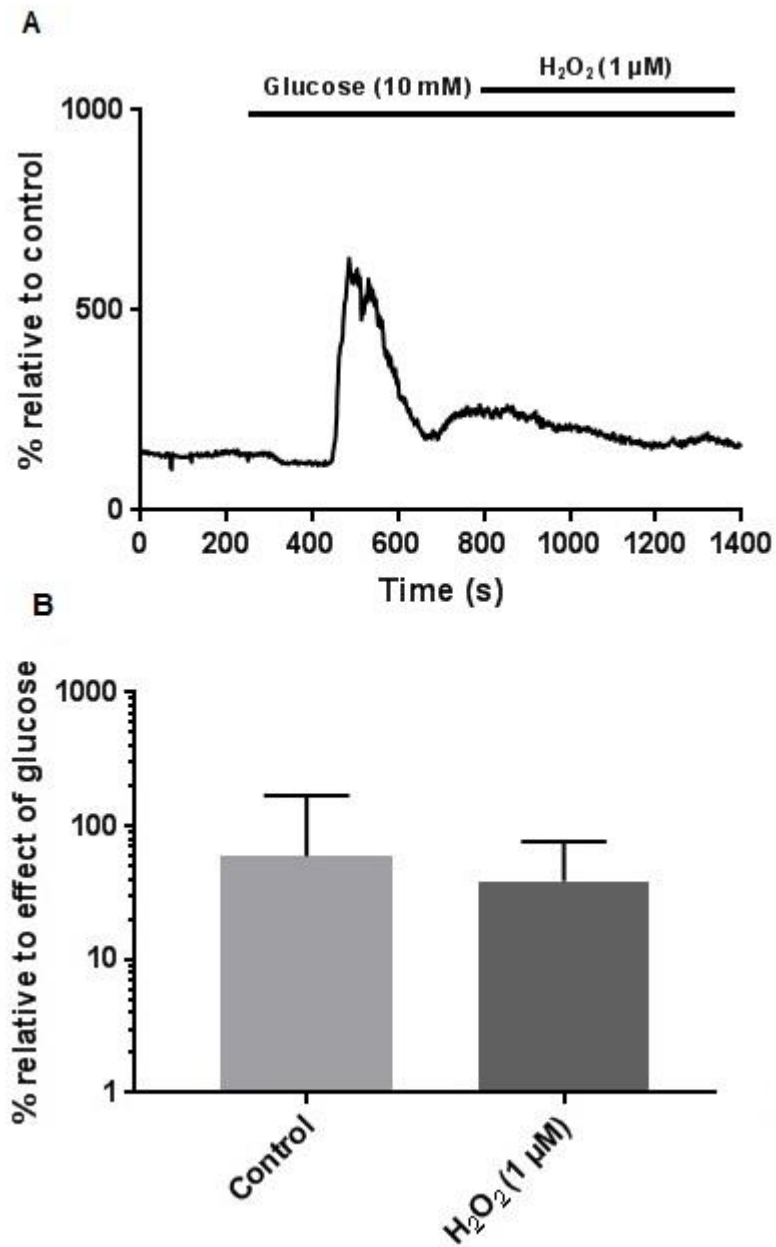 A
H₂O₂ (1 µM)
Glucose (10 mM)
1000
500
0
% relative to control
0 200 400 600 800 1000 1200 1400
Time (s)
B
1000
100
10
1
% relative to effect of glucose
Control
H₂O₂ (1 µM)